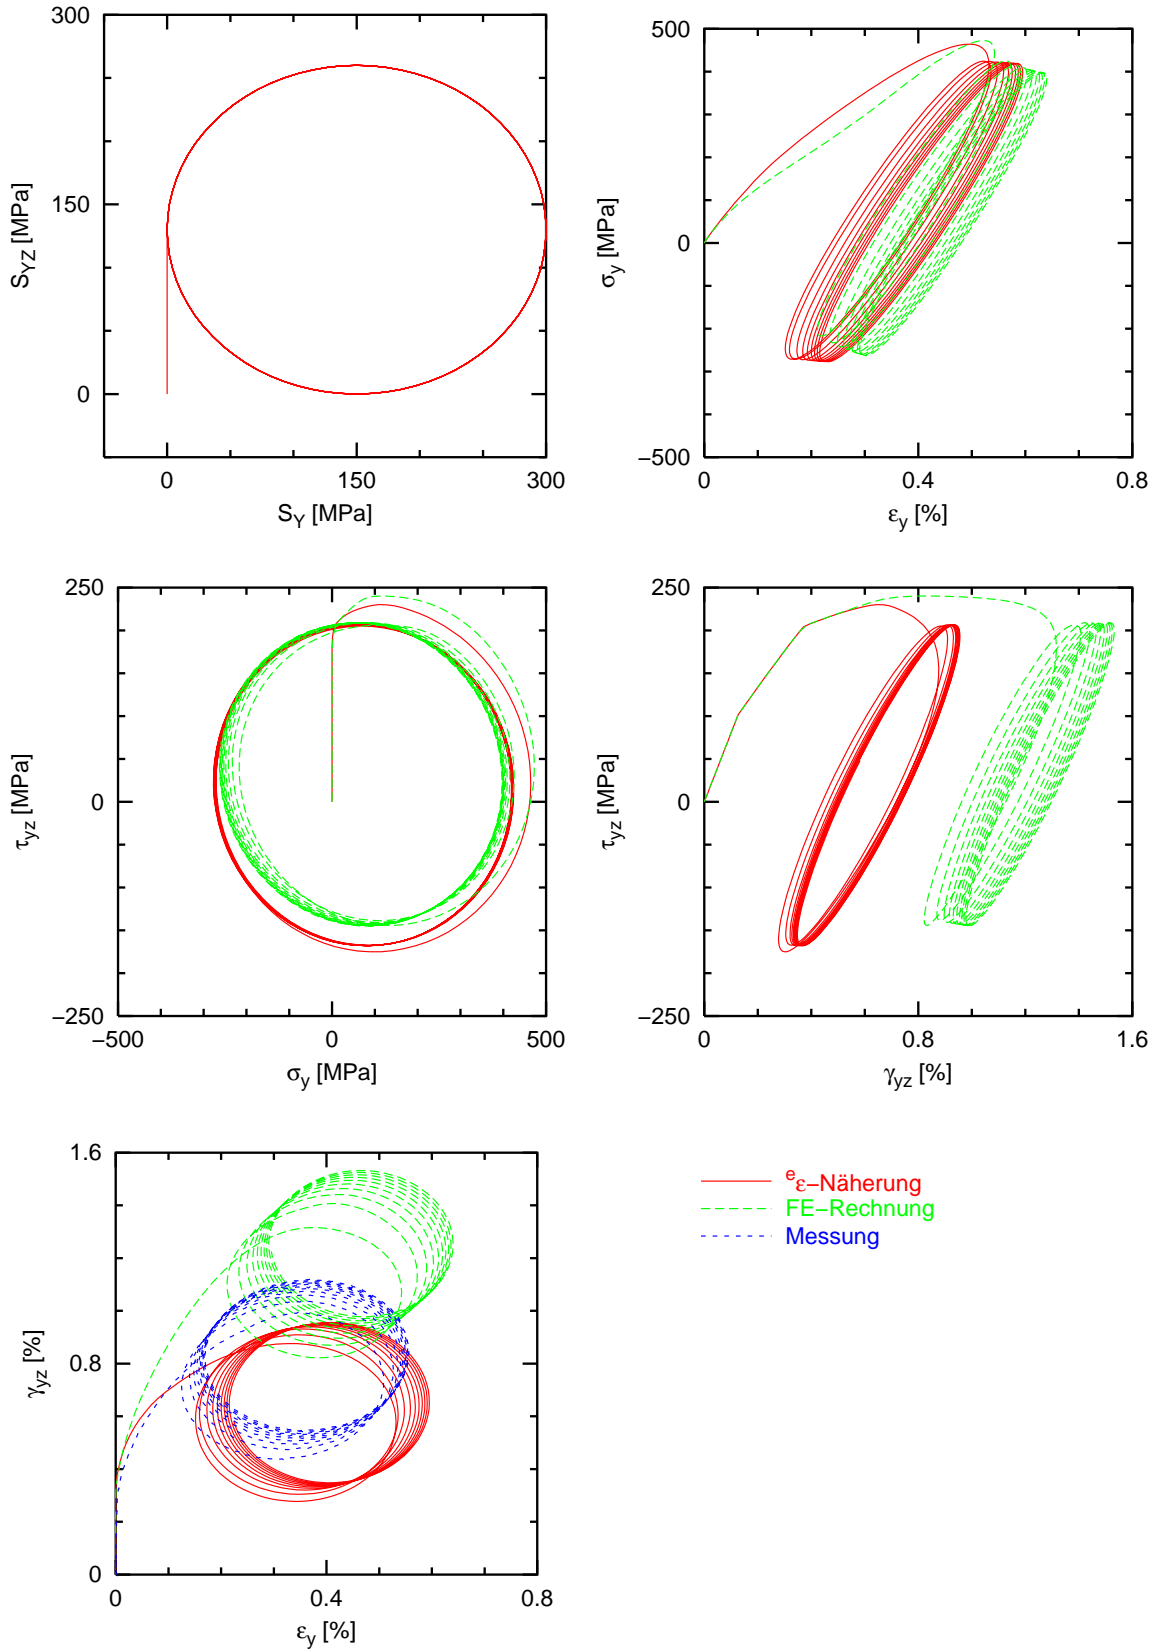 300
150
0
S_YZ [MPa]
0 150 300
S_Y [MPa]
500
0
−500
σ_y [MPa]
0 0.4 0.8
ε_y [%]
250
0
−250
τ_yz [MPa]
−500 0 500
σ_y [MPa]
250
0
−250
τ_yz [MPa]
0 0.8 1.6
γ_yz [%]
1.6
0.8
0
γ_yz [%]
0 0.4 0.8
ε_y [%]
^eε−Näherung
FE−Rechnung
Messung